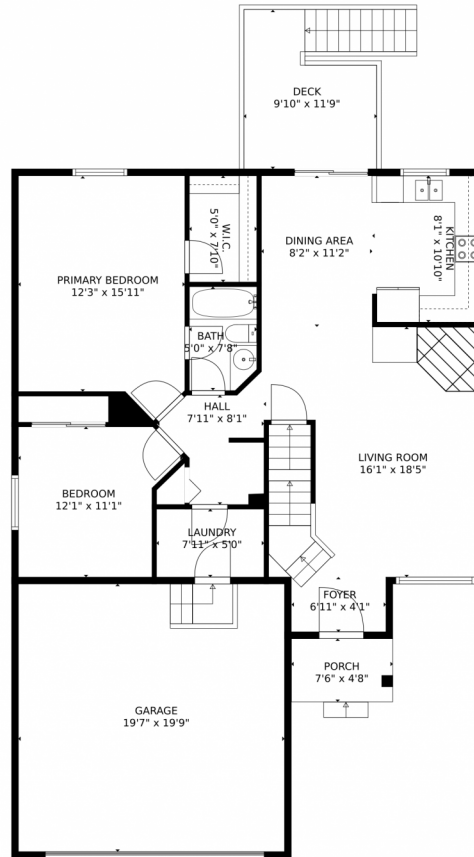 DECK
9'10" x 11'9"
W.I.C.
5'0" x 7'10"
DINING AREA
8'2" x 11'2"
KITCHEN
8'1" x 10'10"
PRIMARY BEDROOM
12'3" x 15'11"
BATH
5'0" x 7'8"
HALL
7'11" x 8'1"
LIVING ROOM
16'1" x 18'5"
BEDROOM
12'1" x 11'1"
LAUNDRY
7'11" x 5'0"
FOYER
6'11" x 4'1"
PORCH
7'6" x 4'8"
GARAGE
19'7" x 19'9"